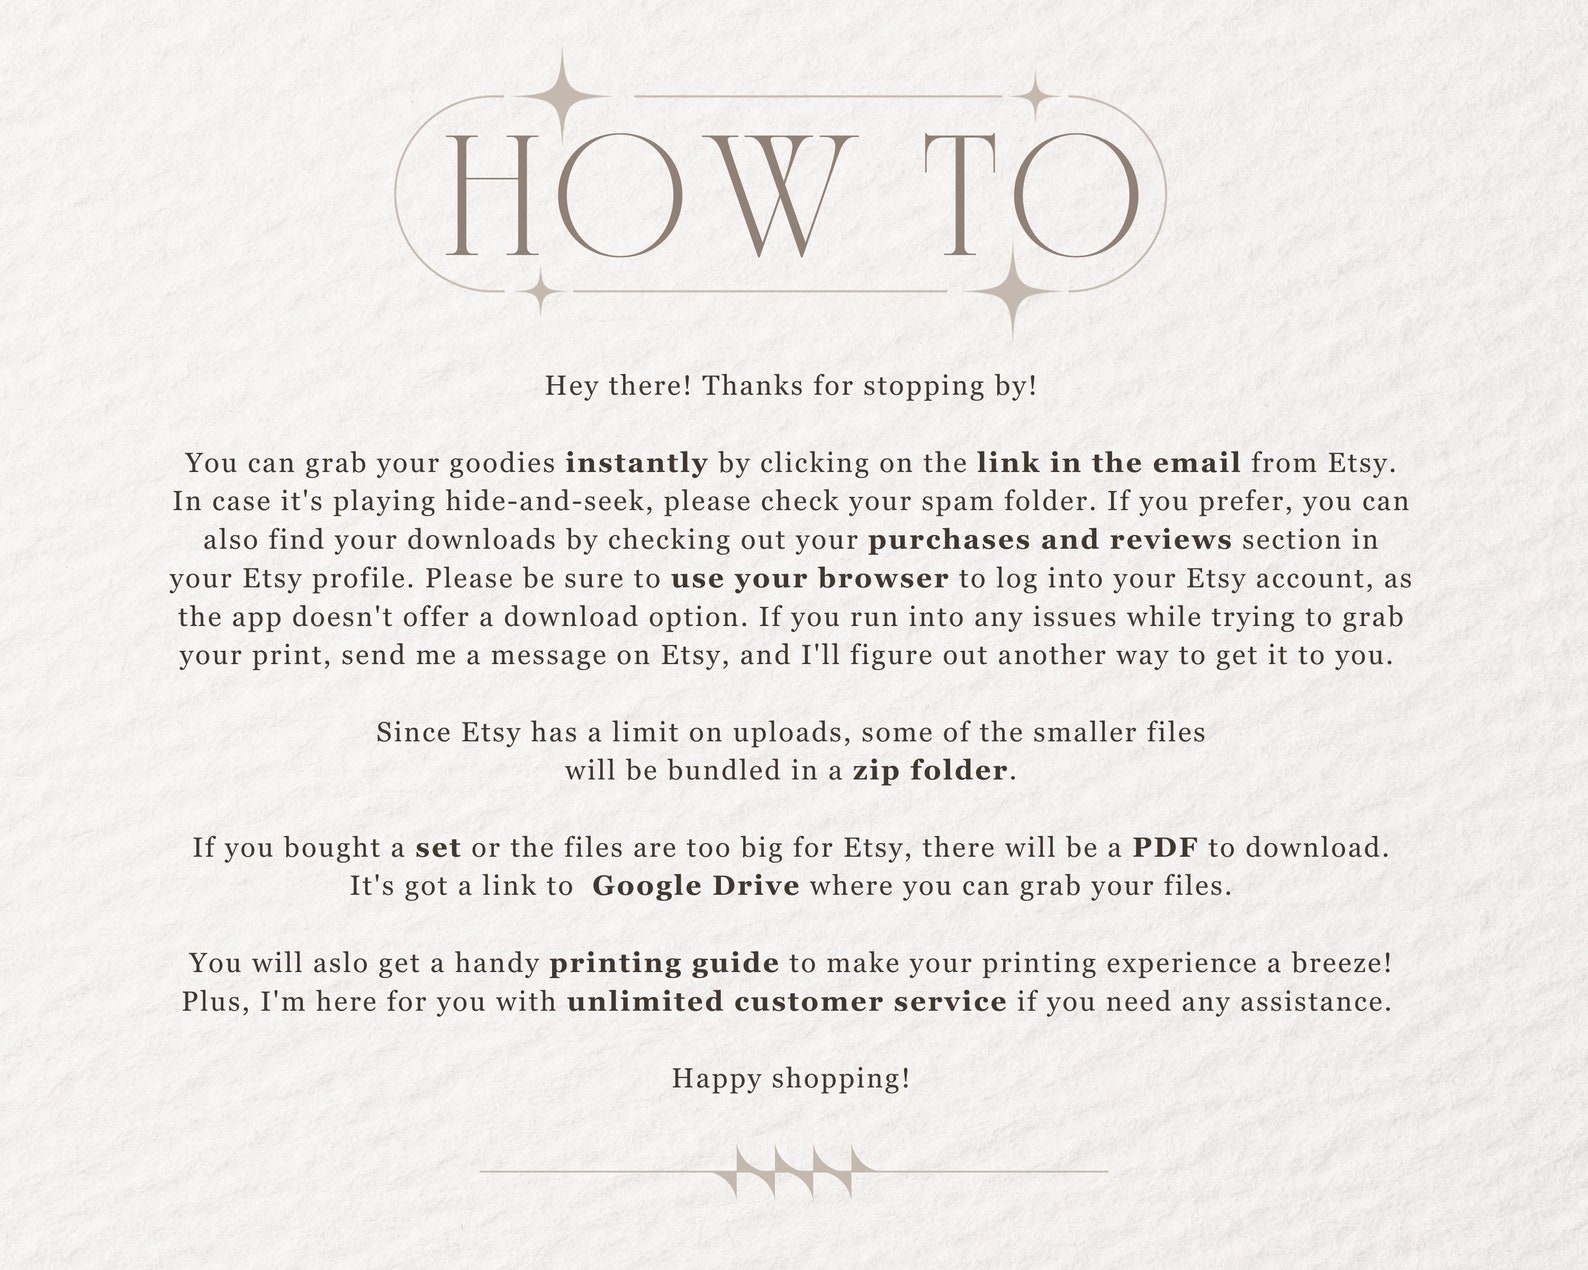 HOW TO
Hey there! Thanks for stopping by!
You can grab your goodies instantly by clicking on the link in the email from Etsy.
In case it's playing hide-and-seek, please check your spam folder. If you prefer, you can
also find your downloads by checking out your purchases and reviews section in
your Etsy profile. Please be sure to use your browser to log into your Etsy account, as
the app doesn't offer a download option. If you run into any issues while trying to grab
your print, send me a message on Etsy, and I'll figure out another way to get it to you.
Since Etsy has a limit on uploads, some of the smaller files
will be bundled in a zip folder.
If you bought a set or the files are too big for Etsy, there will be a PDF to download.
It's got a link to  Google Drive where you can grab your files.
You will aslo get a handy printing guide to make your printing experience a breeze!
Plus, I'm here for you with unlimited customer service if you need any assistance.
Happy shopping!